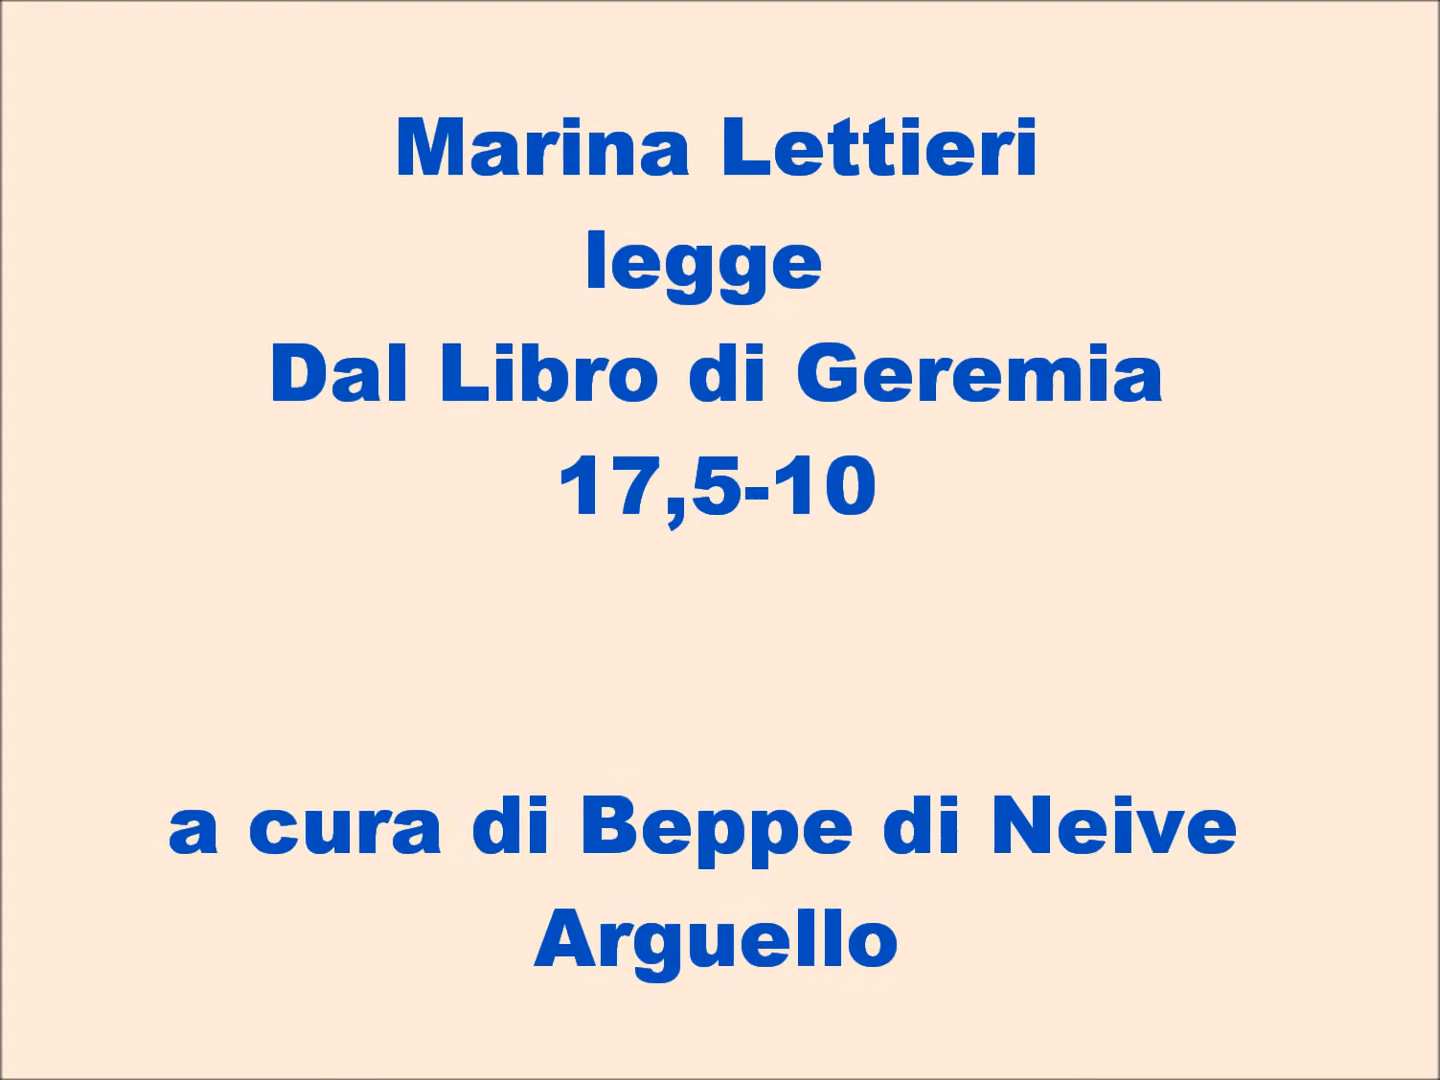 Marina Lettieri
legge
Dal Libro di Geremia
17,5-10
a cura di Beppe di Neive
Arguello